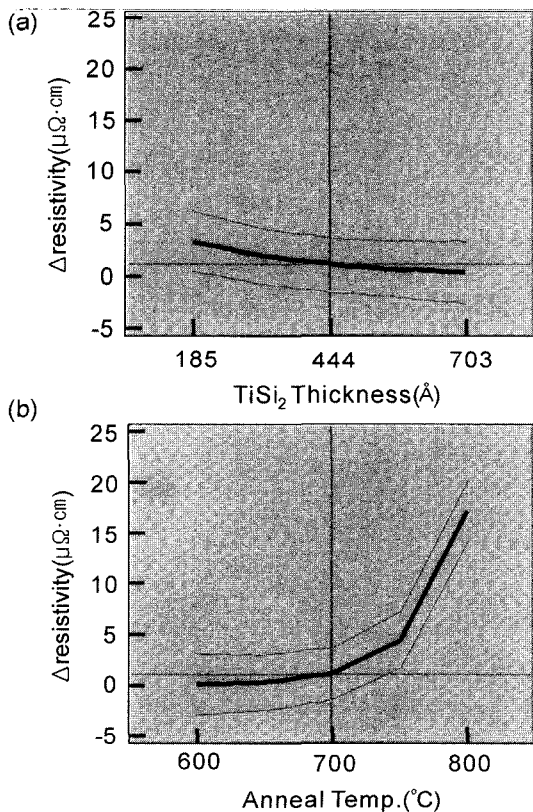 (a)
25
20
15
10
5
0
-5
Δresistivity(μΩ·cm)
185 444 703
TiSi₂ Thickness(Å)
(b)
25
20
15
10
5
0
-5
Δresistivity(μΩ·cm)
600 700 800
Anneal Temp.(℃)